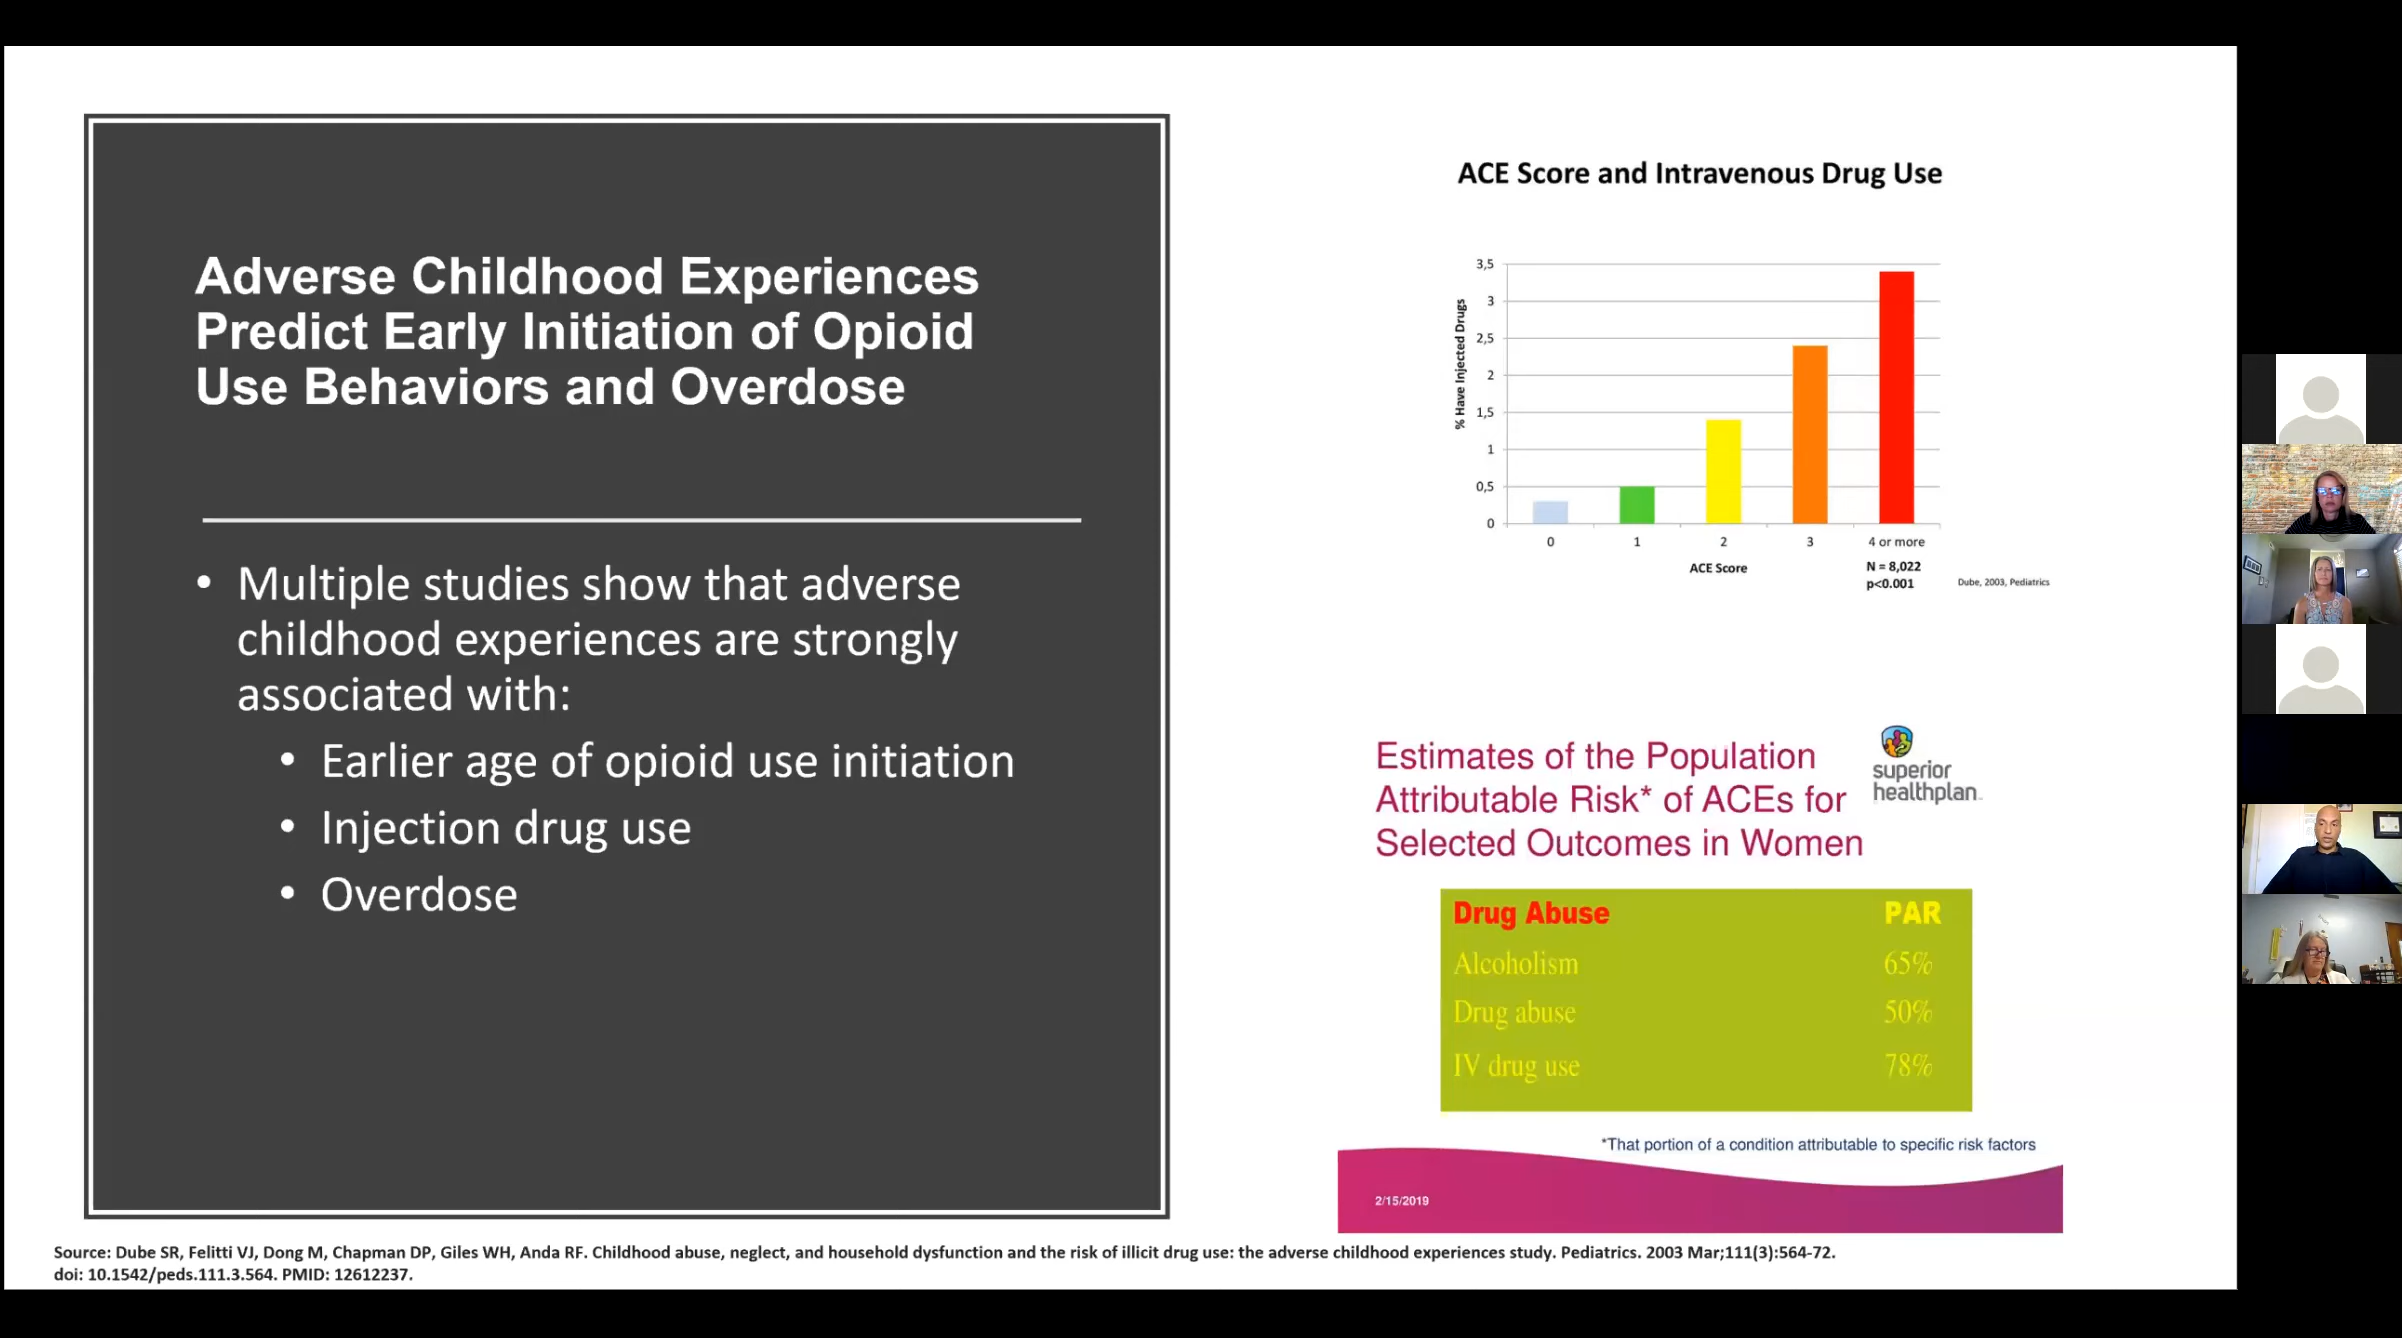 Adverse Childhood Experiences
Predict Early Initiation of Opioid
Use Behaviors and Overdose
• Multiple studies show that adverse
childhood experiences are strongly
associated with:
• Earlier age of opioid use initiation
• Injection drug use
• Overdose
ACE Score and Intravenous Drug Use
% Have Injected Drugs
3,5
3
2,5
2
1,5
1
0,5
0
0 1 2 3 4 or more
ACE Score
N = 8,022
p<0.001
Dube, 2003, Pediatrics
Estimates of the Population
Attributable Risk* of ACEs for
Selected Outcomes in Women
superior
healthplan
Drug Abuse PAR
Alcoholism 65%
Drug abuse 50%
IV drug use 78%
*That portion of a condition attributable to specific risk factors
2/15/2019
Source: Dube SR, Felitti VJ, Dong M, Chapman DP, Giles WH, Anda RF. Childhood abuse, neglect, and household dysfunction and the risk of illicit drug use: the adverse childhood experiences study. Pediatrics. 2003 Mar;111(3):564-72.
doi: 10.1542/peds.111.3.564. PMID: 12612237.